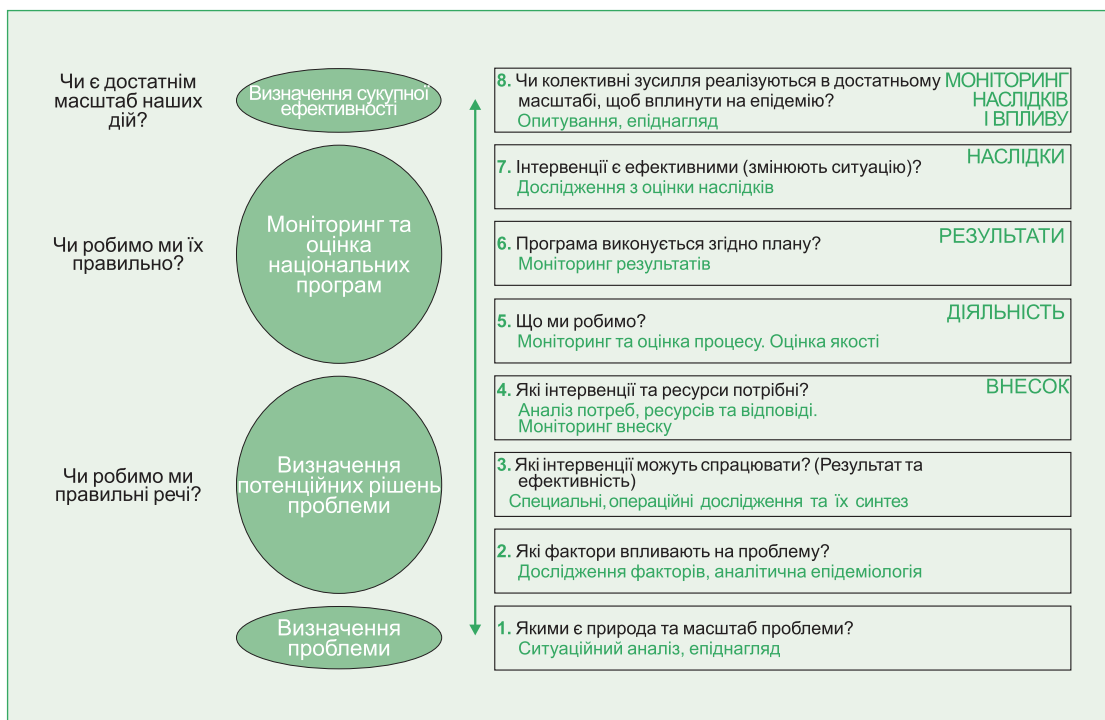 Чи є достатнім
масштаб наших
дій?
Визначення сукупної
ефективності
8. Чи колективні зусилля реалізуються в достатньому
масштабі, щоб вплинути на епідемію?
Опитування, епіднагляд
МОНІТОРИНГ
НАСЛІДКІВ
І ВПЛИВУ
Чи робимо ми їх
правильно?
Моніторинг та
оцінка
національних
програм
7. Інтервенції є ефективними (змінюють ситуацію)?
Дослідження з оцінки наслідків
НАСЛІДКИ
6. Програма виконується згідно плану?
Моніторинг результатів
РЕЗУЛЬТАТИ
5. Що ми робимо?
Моніторинг та оцінка процесу. Оцінка якості
ДІЯЛЬНІСТЬ
Чи робимо ми
правильні речі?
Визначення
потенційних рішень
проблеми
4. Які інтервенції та ресурси потрібні?
Аналіз потреб, ресурсів та відповіді.
Моніторинг внеску
ВНЕСОК
3. Які інтервенції можуть спрацювати? (Результат та
ефективність)
Специальні, операційні дослідження та їх синтез
2. Які фактори впливають на проблему?
Дослідження факторів, аналітична епідеміологія
Визначення
проблеми
1. Якими є природа та масштаб проблеми?
Ситуаційний аналіз, епіднагляд